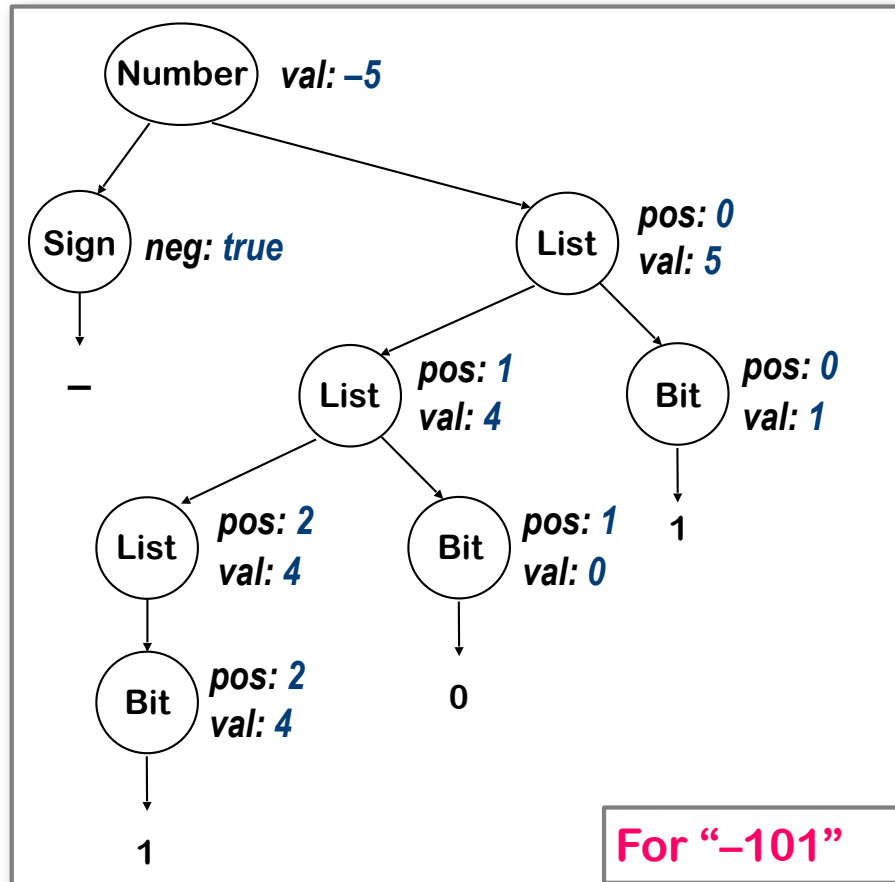 Number val: –5
Sign neg: true
List pos: 0
val: 5
–
List pos: 1
val: 4
Bit pos: 0
val: 1
List pos: 2
val: 4
Bit pos: 1
val: 0
1
Bit pos: 2
val: 4
0
1
For “–101”